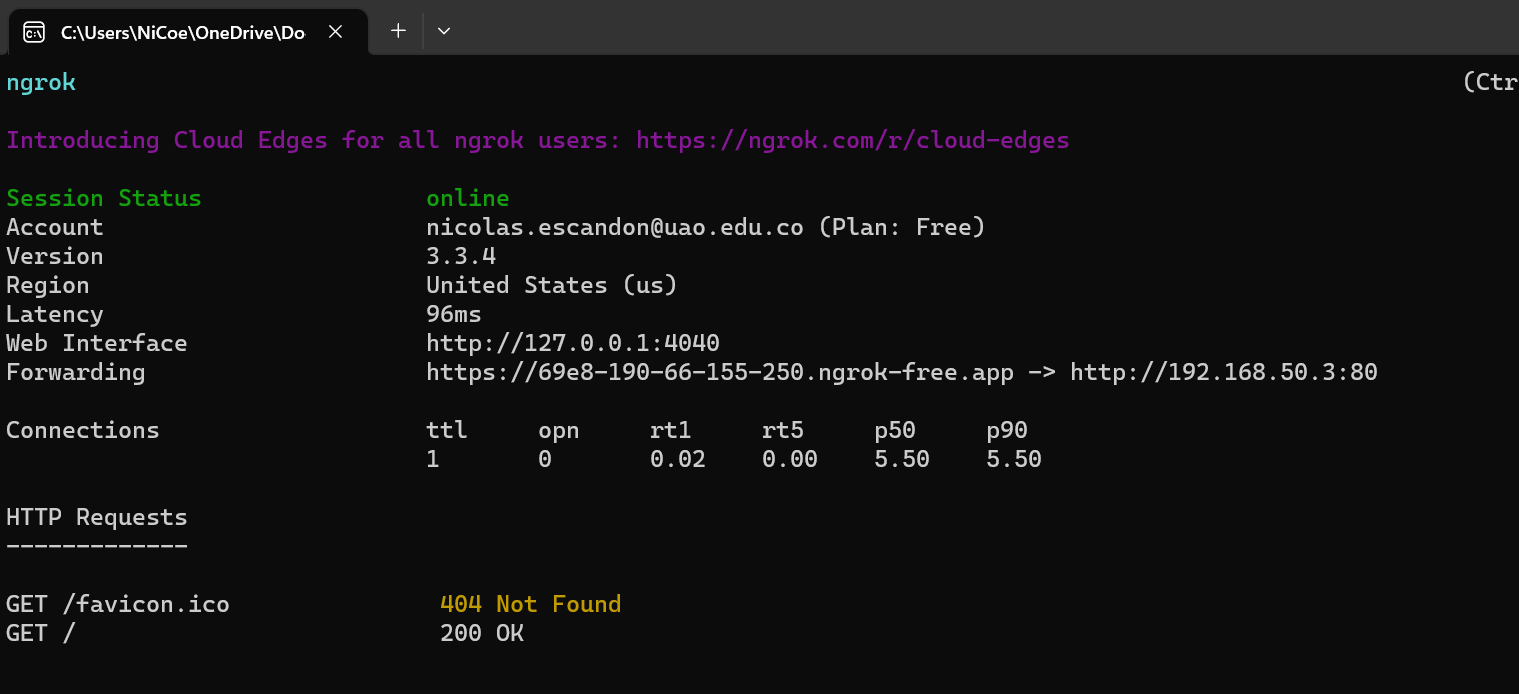 C:\Users\NiCoe\OneDrive\Do
ngrok (Ctr
Introducing Cloud Edges for all ngrok users: https://ngrok.com/r/cloud-edges
Session Status online
Account nicolas.escandon@uao.edu.co (Plan: Free)
Version 3.3.4
Region United States (us)
Latency 96ms
Web Interface http://127.0.0.1:4040
Forwarding https://69e8-190-66-155-250.ngrok-free.app -> http://192.168.50.3:80
Connections ttl opn rt1 rt5 p50 p90
1 0 0.02 0.00 5.50 5.50
HTTP Requests
-------------
GET /favicon.ico 404 Not Found
GET / 200 OK